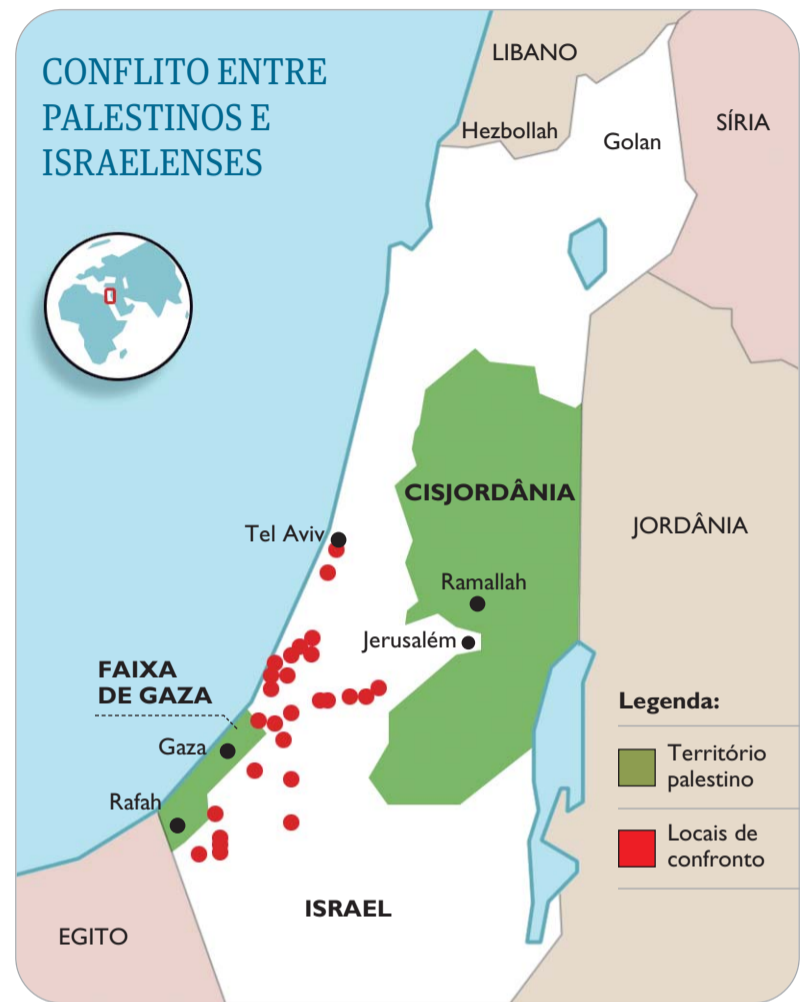 CONFLITO ENTRE
PALESTINOS E
ISRAELENSES
LIBANO
Hezbollah
Golan
SÍRIA
CISJORDÂNIA
JORDÂNIA
Tel Aviv
Ramallah
Jerusalém
FAIXA
DE GAZA
Gaza
Rafah
ISRAEL
EGITO
Legenda:
Território
palestino
Locais de
confronto